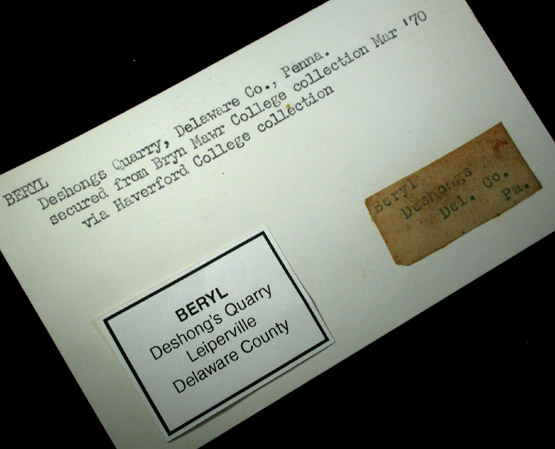 BERYL
Deshongs Quarry, Delaware Co., Penna.
secured from Bryn Mawr College collection Mar '70
via Haverford College collection
Beryl
Deshongs
Del. Co.
Pa.
BERYL
Deshong's Quarry
Leiperville
Delaware County